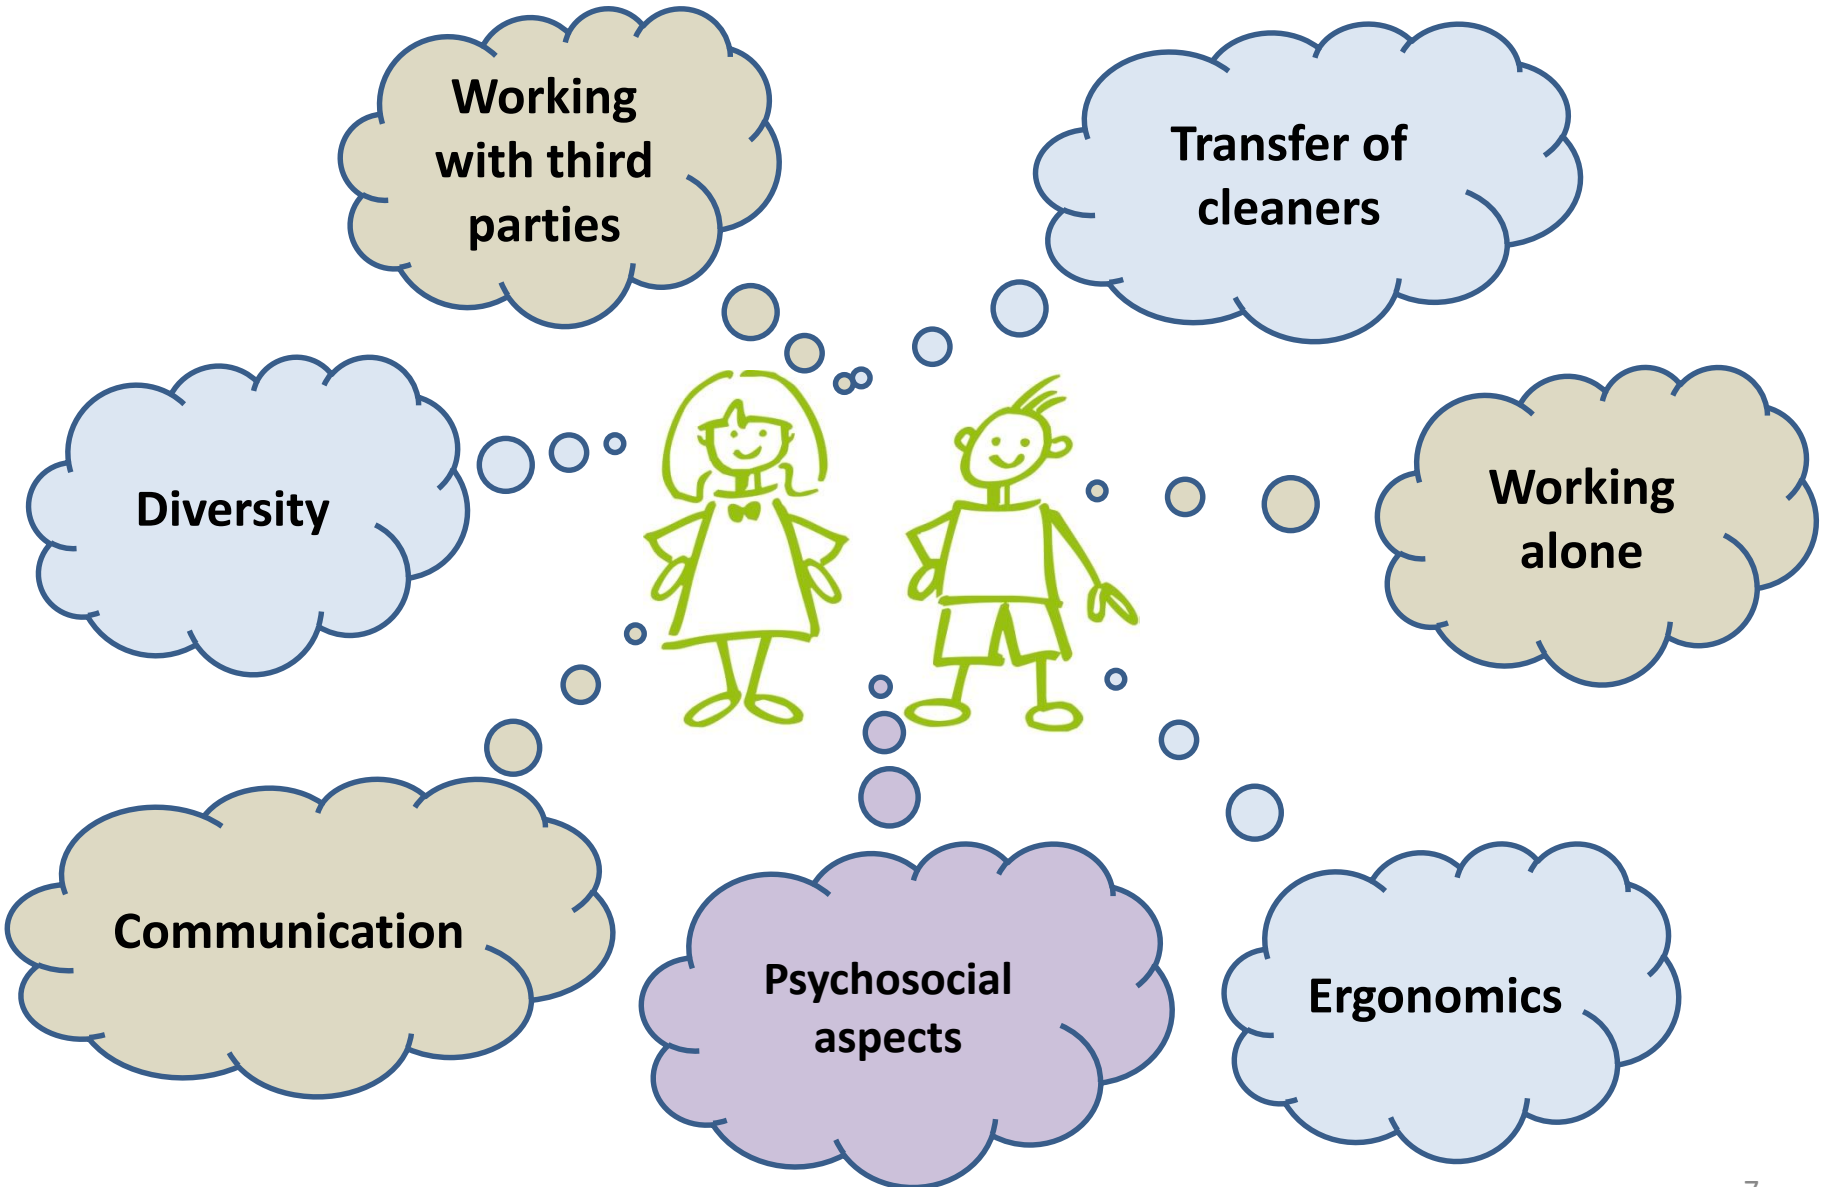 Working
with third
parties
Transfer of
cleaners
Diversity
Working
alone
Communication
Psychosocial
aspects
Ergonomics